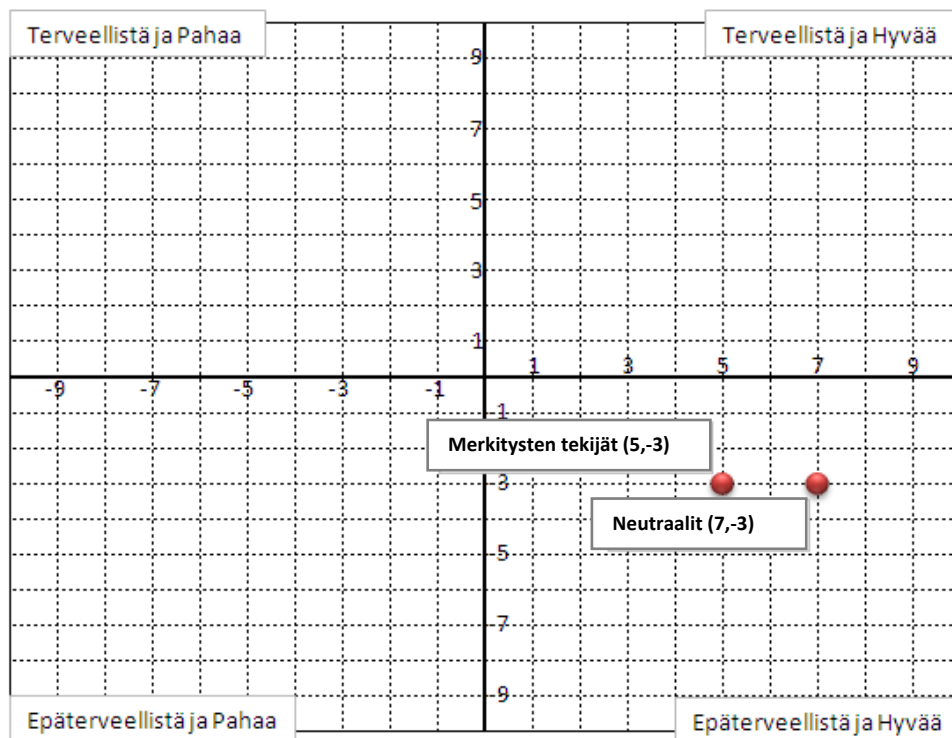 Terveellistä ja Pahaa
Terveellistä ja Hyvää
9
7
5
3
1
-9 -7 -5 -3 -1 1 3 5 7 9
-1
Merkitysten tekijät (5,-3)
-3
Neutraalit (7,-3)
-5
-7
-9
Epäterveellistä ja Pahaa
Epäterveellistä ja Hyvää